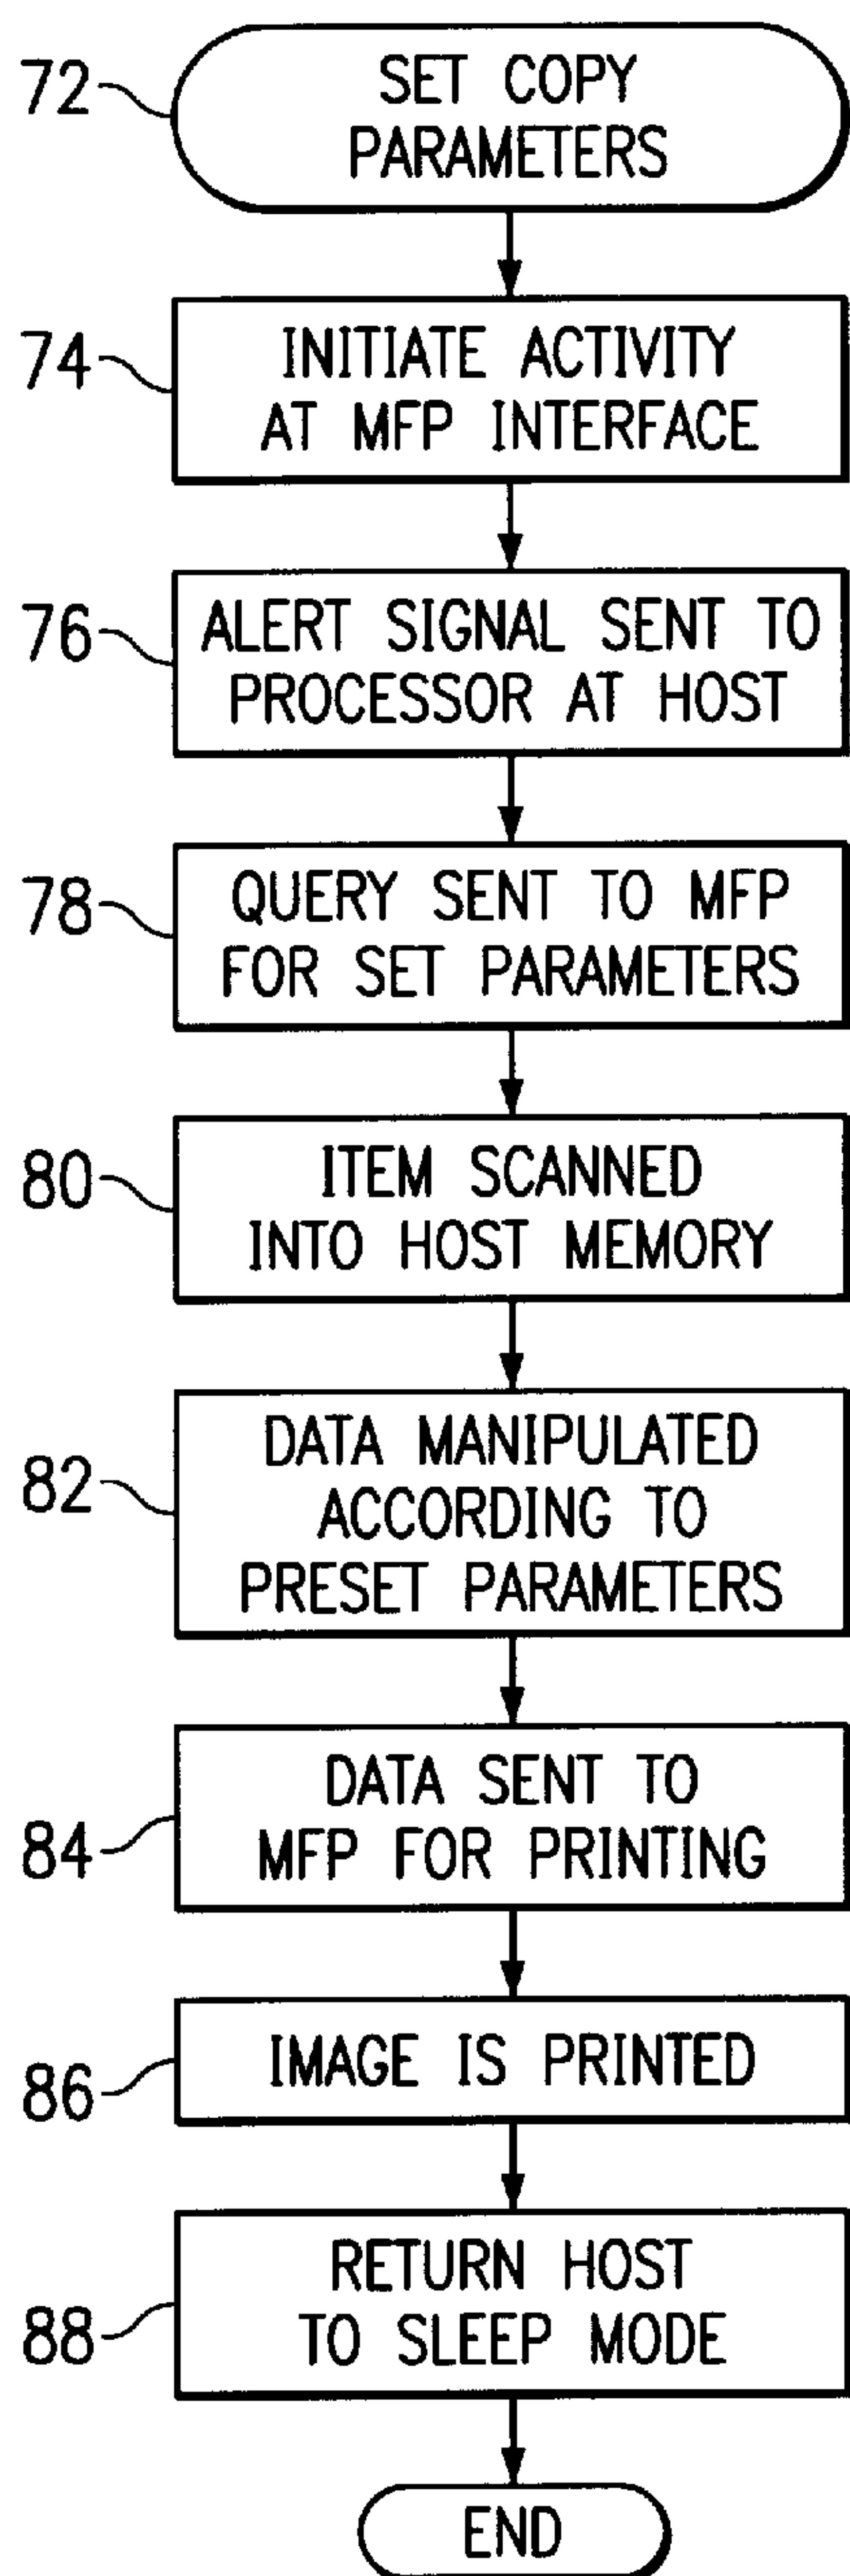 72
SET COPY
PARAMETERS
74
INITIATE ACTIVITY
AT MFP INTERFACE
76
ALERT SIGNAL SENT TO
PROCESSOR AT HOST
78
QUERY SENT TO MFP
FOR SET PARAMETERS
80
ITEM SCANNED
INTO HOST MEMORY
82
DATA MANIPULATED
ACCORDING TO
PRESET PARAMETERS
84
DATA SENT TO
MFP FOR PRINTING
86
IMAGE IS PRINTED
88
RETURN HOST
TO SLEEP MODE
END